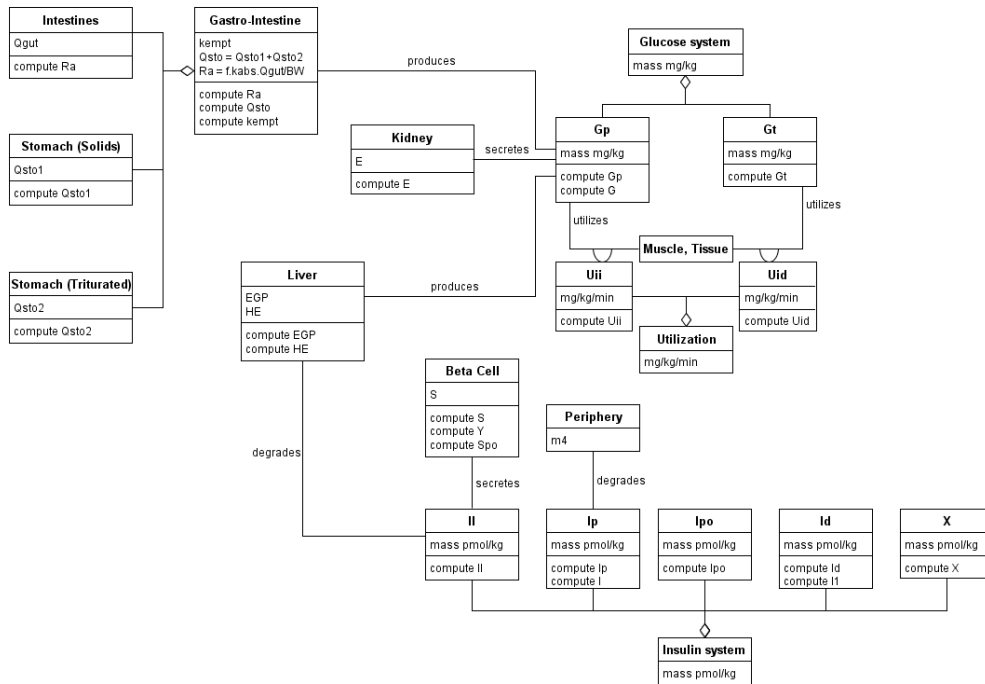 Intestines
Qgut
compute Ra
Gastro-Intestine
kempt
Qsto = Qsto1+Qsto2
Ra = f.kabs.Qgut/BW
compute Ra
compute Qsto
compute kempt
produces
Glucose system
mass mg/kg
Stomach (Solids)
Qsto1
compute Qsto1
Kidney
E
compute E
secretes
Gp
mass mg/kg
compute Gp
compute G
Gt
mass mg/kg
compute Gt
utilizes
utilizes
Muscle, Tissue
Stomach (Triturated)
Qsto2
compute Qsto2
Liver
EGP
HE
compute EGP
compute HE
produces
Uii
mg/kg/min
compute Uii
Uid
mg/kg/min
compute Uid
Utilization
mg/kg/min
Beta Cell
S
compute S
compute Y
compute Spo
Periphery
m4
degrades
secretes
degrades
Il
mass pmol/kg
compute Il
Ip
mass pmol/kg
compute Ip
compute I
Ipo
mass pmol/kg
compute Ipo
Id
mass pmol/kg
compute Id
compute I1
X
mass pmol/kg
compute X
Insulin system
mass pmol/kg